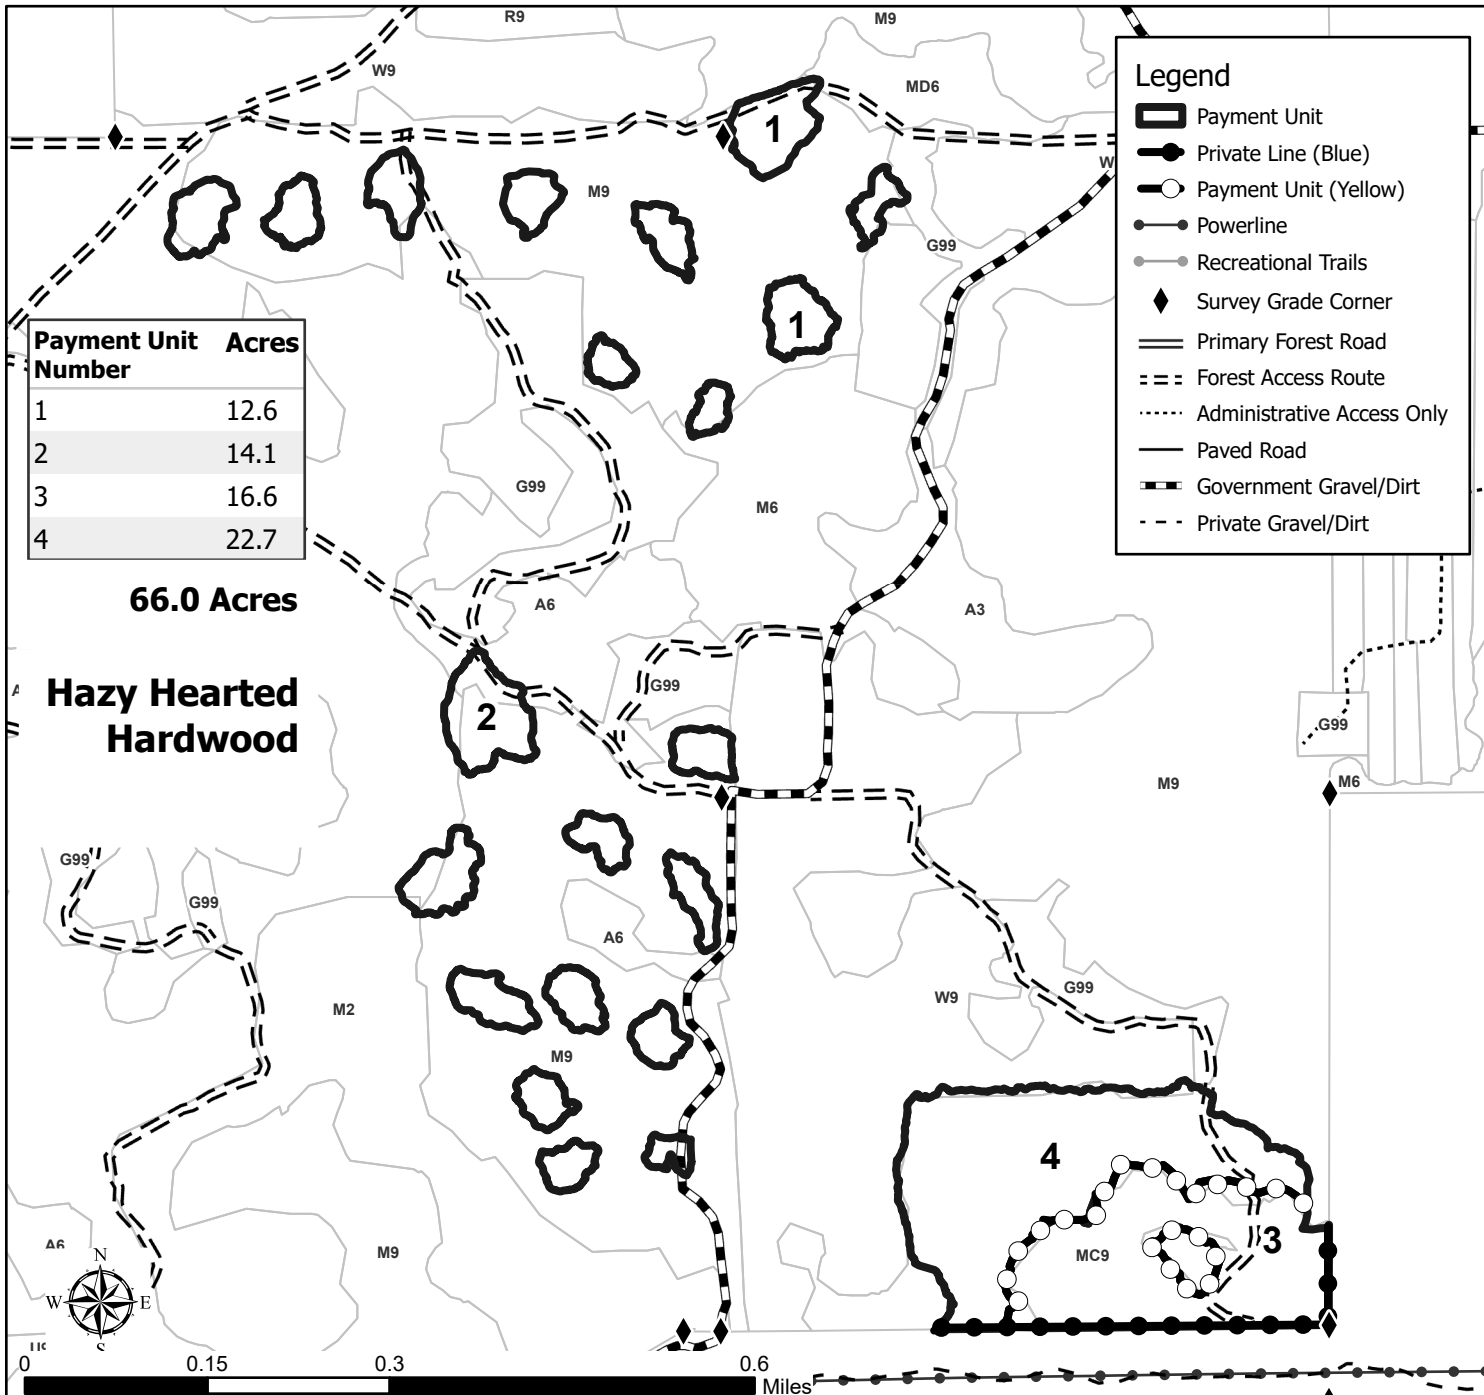 R9
M9
W9
MD6
Legend
Payment Unit
Private Line (Blue)
Payment Unit (Yellow)
Powerline
Recreational Trails
Survey Grade Corner
Primary Forest Road
Forest Access Route
Administrative Access Only
Paved Road
Government Gravel/Dirt
Private Gravel/Dirt
1
W
M9
G99
1
Payment Unit Number Acres
1 12.6
2 14.1
3 16.6
4 22.7
66.0 Acres
Hazy Hearted
Hardwood
G99
M6
A6
A3
G99
2
G99
M9
M6
G99
G99
A6
M2
W9
G99
M9
4
A6
M9
MC9
3
N
W E
S
0 0.15 0.3 0.6
Miles